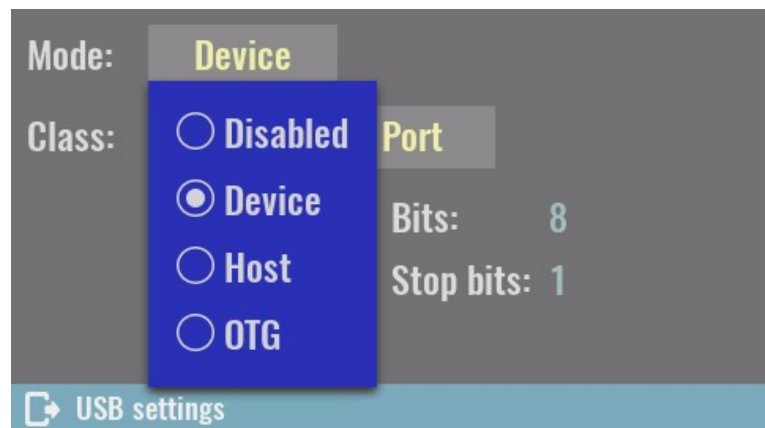 Mode: Device
Class: Disabled Port
Device
Bits: 8
Host
Stop bits: 1
OTG
USB settings